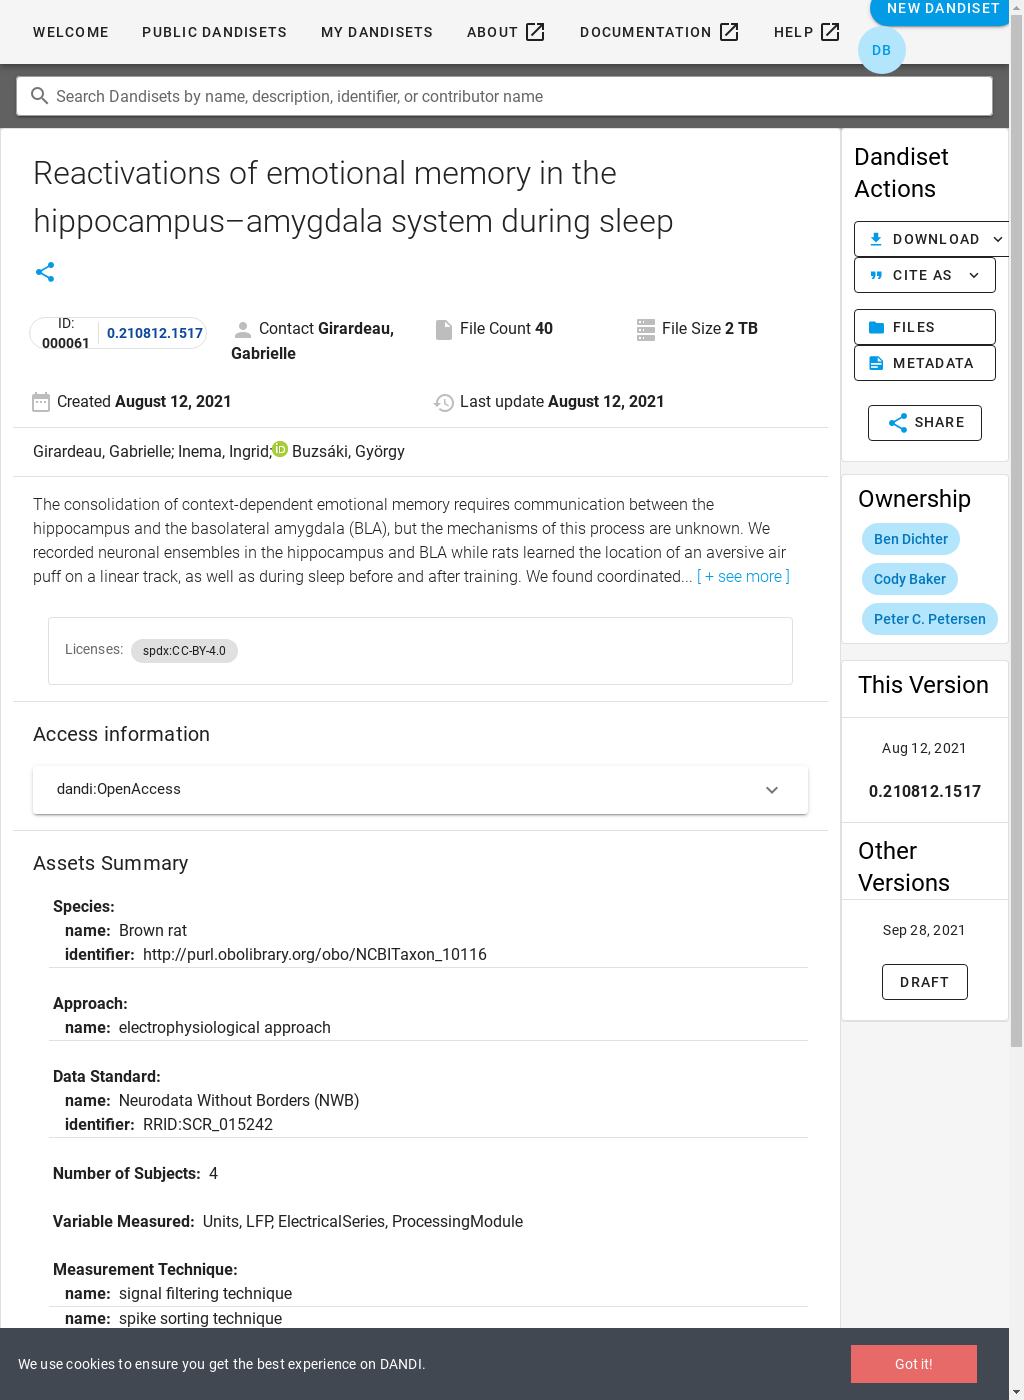 WELCOME PUBLIC DANDISETS MY DANDISETS ABOUT DOCUMENTATION HELP NEW DANDISET
DB
Search Dandisets by name, description, identifier, or contributor name
Reactivations of emotional memory in the
hippocampus–amygdala system during sleep
ID:
000061
0.210812.1517
Contact Girardeau,
Gabrielle
File Count 40
File Size 2 TB
Created August 12, 2021
Last update August 12, 2021
Girardeau, Gabrielle; Inema, Ingrid; iD Buzsáki, György
The consolidation of context-dependent emotional memory requires communication between the
hippocampus and the basolateral amygdala (BLA), but the mechanisms of this process are unknown. We
recorded neuronal ensembles in the hippocampus and BLA while rats learned the location of an aversive air
puff on a linear track, as well as during sleep before and after training. We found coordinated... [ + see more ]
Licenses: spdx:CC-BY-4.0
Access information
dandi:OpenAccess
Assets Summary
Species:
name: Brown rat
identifier: http://purl.obolibrary.org/obo/NCBITaxon_10116
Approach:
name: electrophysiological approach
Data Standard:
name: Neurodata Without Borders (NWB)
identifier: RRID:SCR_015242
Number of Subjects: 4
Variable Measured: Units, LFP, ElectricalSeries, ProcessingModule
Measurement Technique:
name: signal filtering technique
name: spike sorting technique
Dandiset
Actions
DOWNLOAD
CITE AS
FILES
METADATA
SHARE
Ownership
Ben Dichter
Cody Baker
Peter C. Petersen
This Version
Aug 12, 2021
0.210812.1517
Other
Versions
Sep 28, 2021
DRAFT
We use cookies to ensure you get the best experience on DANDI.
Got it!